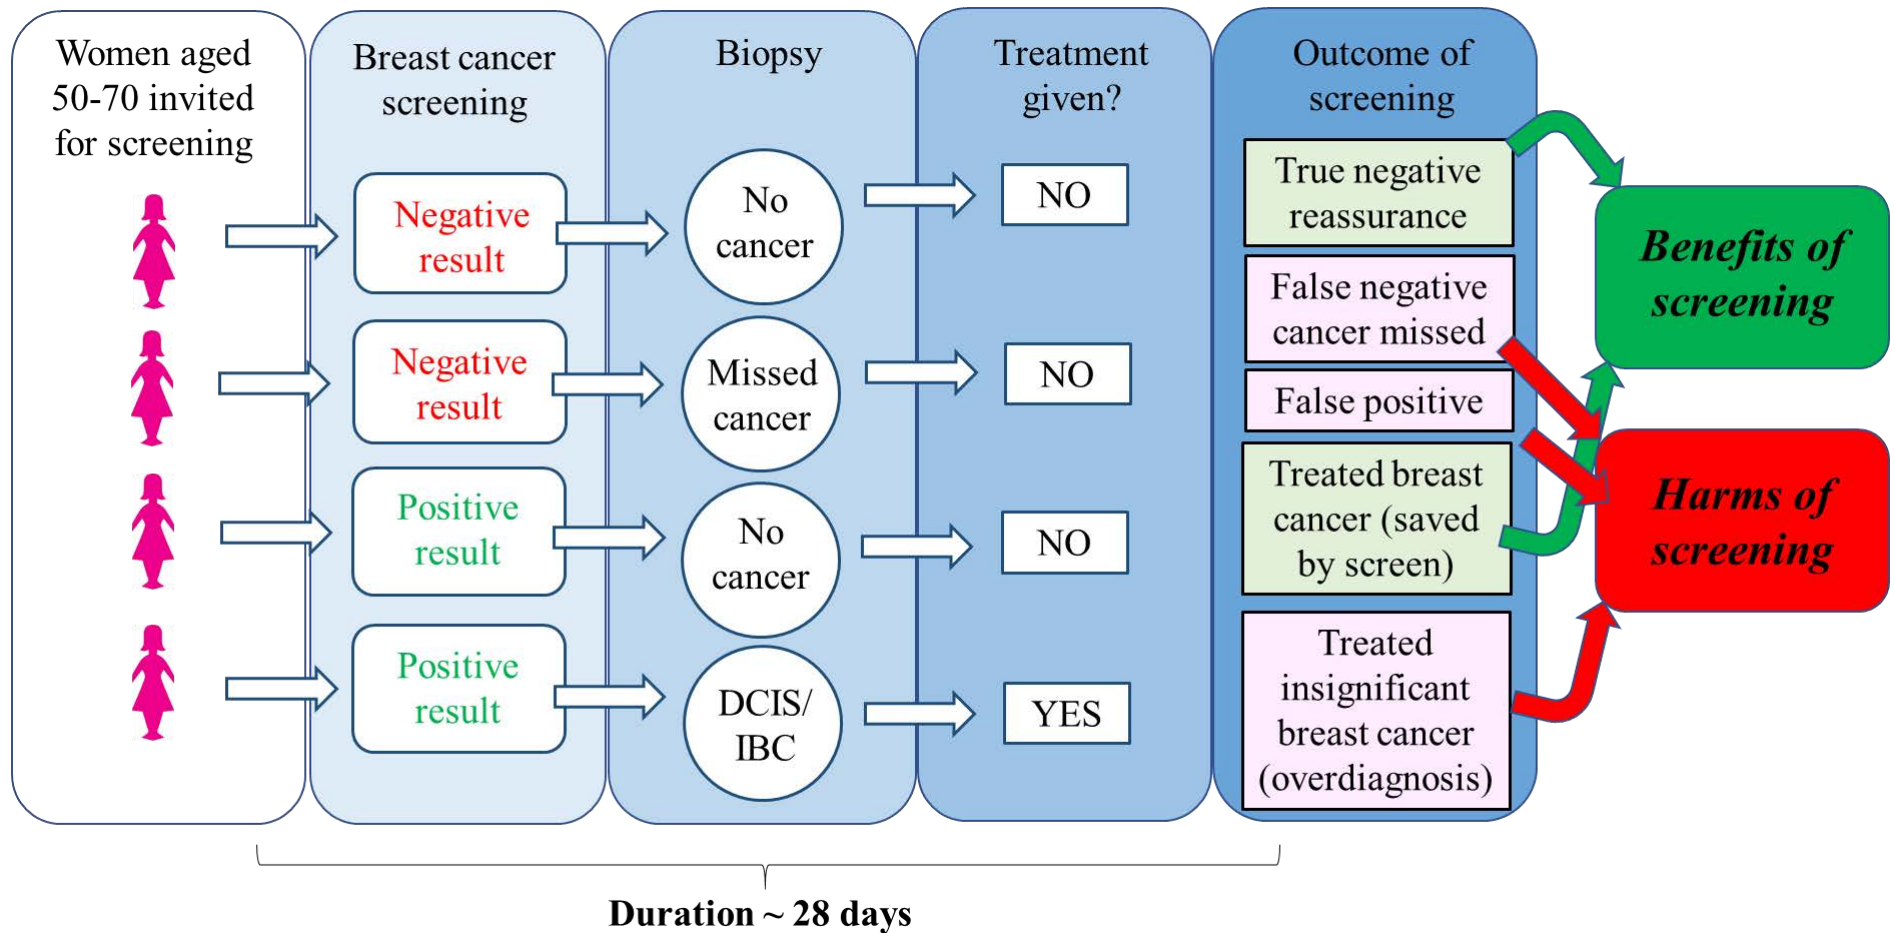 Women aged
50-70 invited
for screening
Breast cancer
screening
Negative
result
Negative
result
Positive
result
Positive
result
Biopsy
No
cancer
Missed
cancer
No
cancer
DCIS/
IBC
Treatment
given?
NO
NO
NO
YES
Outcome of
screening
True negative
reassurance
False negative
cancer missed
False positive
Treated breast
cancer (saved
by screen)
Treated
insignificant
breast cancer
(overdiagnosis)
Benefits of
screening
Harms of
screening
Duration ~ 28 days